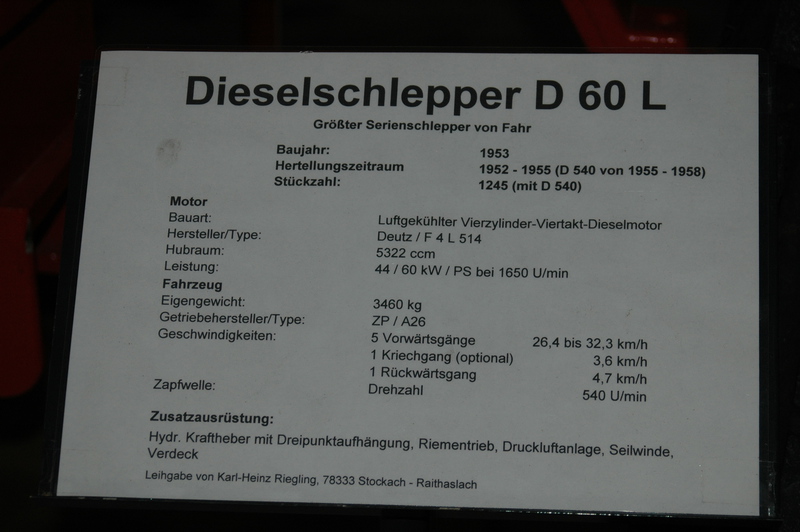 Dieselschlepper D 60 L
Größter Serienschlepper von Fahr
Baujahr: 1953
Hertellungszeitraum 1952 - 1955 (D 540 von 1955 - 1958)
Stückzahl: 1245 (mit D 540)
Motor
Bauart: Luftgekühlter Vierzylinder-Viertakt-Dieselmotor
Hersteller/Type: Deutz / F 4 L 514
Hubraum: 5322 ccm
Leistung: 44 / 60 kW / PS bei 1650 U/min
Fahrzeug
Eigengewicht: 3460 kg
Getriebehersteller/Type: ZP / A26
Geschwindigkeiten: 5 Vorwärtsgänge 26,4 bis 32,3 km/h
1 Kriechgang (optional) 3,6 km/h
1 Rückwärtsgang 4,7 km/h
Zapfwelle: Drehzahl 540 U/min
Zusatzausrüstung:
Hydr. Kraftheber mit Dreipunktaufhängung, Riementrieb, Druckluftanlage, Seilwinde,
Verdeck
Leihgabe von Karl-Heinz Riegling, 78333 Stockach - Raithaslach